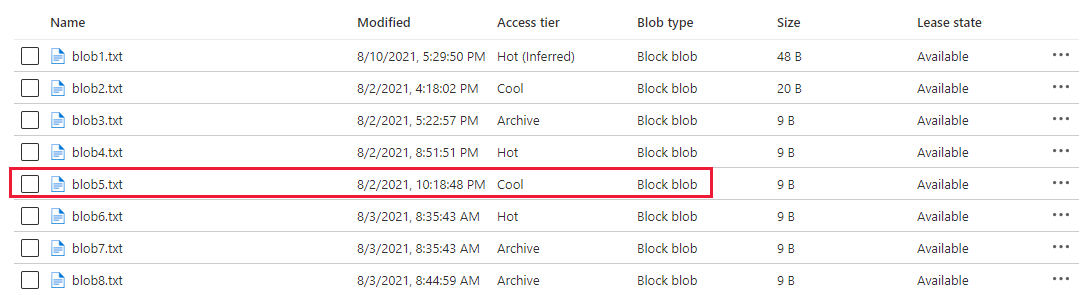 Name Modified Access tier Blob type Size Lease state
blob1.txt 8/10/2021, 5:29:50 PM Hot (Inferred) Block blob 48 B Available ...
blob2.txt 8/2/2021, 4:18:02 PM Cool Block blob 20 B Available ...
blob3.txt 8/2/2021, 5:22:57 PM Archive Block blob 9 B Available ...
blob4.txt 8/2/2021, 8:51:51 PM Hot Block blob 9 B Available ...
blob5.txt 8/2/2021, 10:18:48 PM Cool Block blob 9 B Available ...
blob6.txt 8/3/2021, 8:35:43 AM Hot Block blob 9 B Available ...
blob7.txt 8/3/2021, 8:35:43 AM Archive Block blob 9 B Available ...
blob8.txt 8/3/2021, 8:44:59 AM Archive Block blob 9 B Available ...